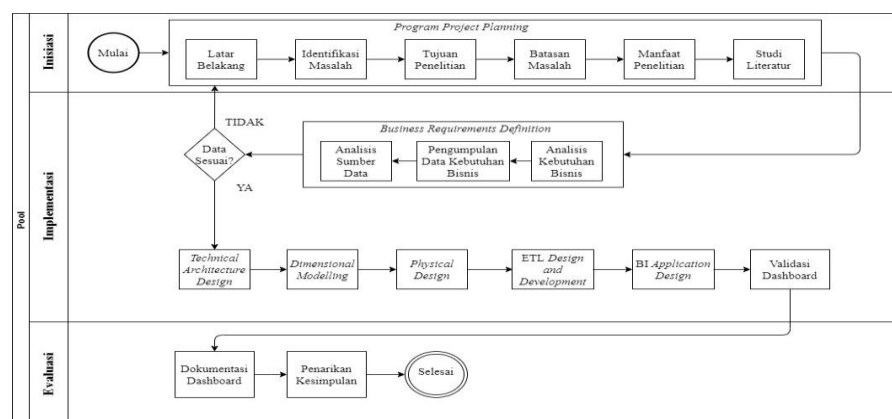 Pool
Inisiasi
Mulai
Program Project Planning
Latar
Belakang
Identifikasi
Masalah
Tujuan
Penelitian
Batasan
Masalah
Manfaat
Penelitian
Studi
Literatur
Implementasi
TIDAK
Data
Sesuai?
YA
Business Requirements Definition
Analisis
Sumber
Data
Pengumpulan
Data Kebutuhan
Bisnis
Analisis
Kebutuhan
Bisnis
Technical
Architecture
Design
Dimensional
Modelling
Physical
Design
ETL Design
and
Development
BI Application
Design
Validasi
Dashboard
Evaluasi
Dokumentasi
Dashboard
Penarikan
Kesimpulan
Selesai